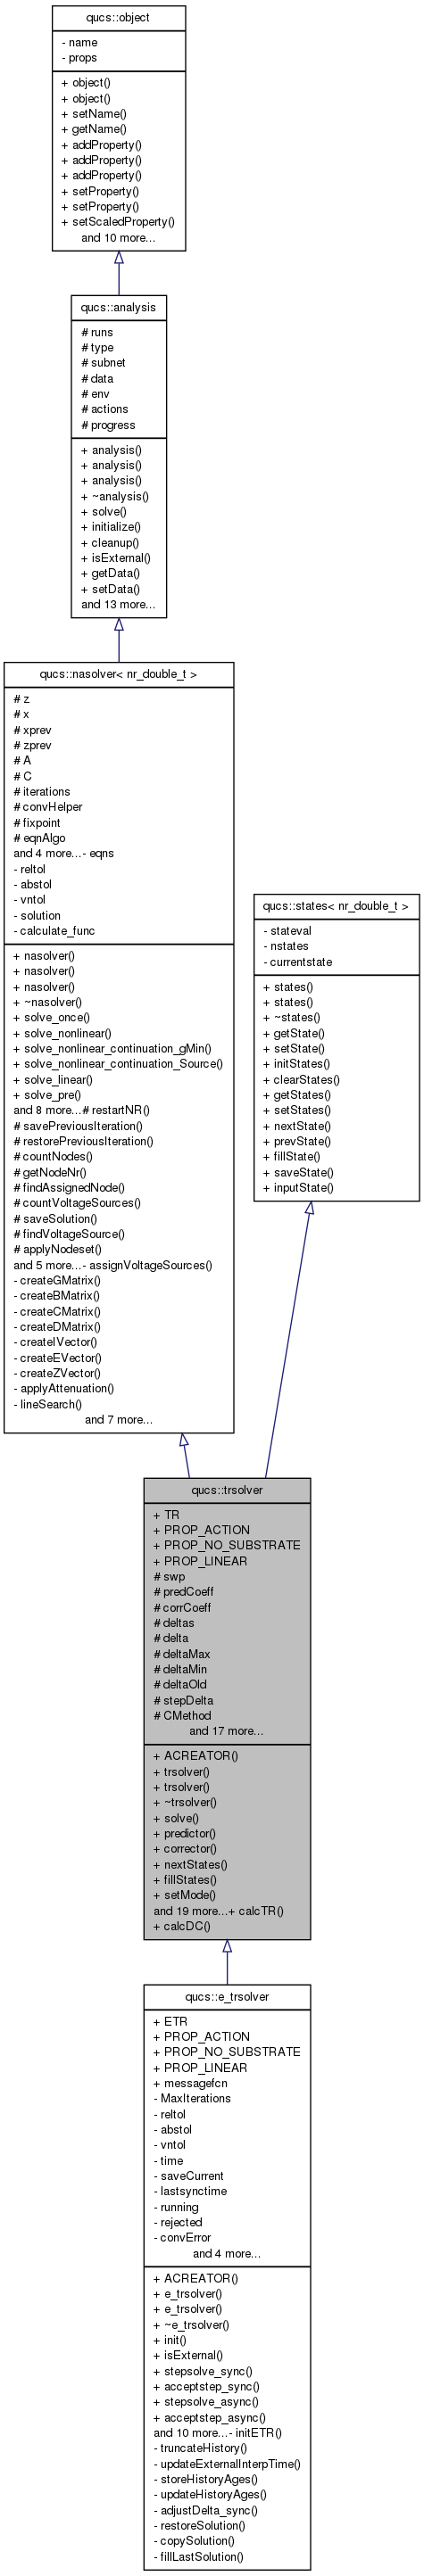 qucs::object
- name
- props
+ object()
+ object()
+ setName()
+ getName()
+ addProperty()
+ addProperty()
+ addProperty()
+ setProperty()
+ setProperty()
+ setScaledProperty()
and 10 more...
qucs::analysis
# runs
# type
# subnet
# data
# env
# actions
# progress
+ analysis()
+ analysis()
+ analysis()
+ ~analysis()
+ solve()
+ initialize()
+ cleanup()
+ isExternal()
+ getData()
+ setData()
and 13 more...
qucs::nasolver< nr_double_t >
# z
# x
# xprev
# zprev
# A
# C
# iterations
# convHelper
# fixpoint
# eqnAlgo
and 4 more...- eqns
- reltol
- abstol
- vntol
- solution
- calculate_func
+ nasolver()
+ nasolver()
+ nasolver()
+ ~nasolver()
+ solve_once()
+ solve_nonlinear()
+ solve_nonlinear_continuation_gMin()
+ solve_nonlinear_continuation_Source()
+ solve_linear()
+ solve_pre()
and 8 more...# restartNR()
# savePreviousIteration()
# restorePreviousIteration()
# countNodes()
# getNodeNr()
# findAssignedNode()
# countVoltageSources()
# saveSolution()
# findVoltageSource()
# applyNodeset()
and 5 more...- assignVoltageSources()
- createGMatrix()
- createBMatrix()
- createCMatrix()
- createDMatrix()
- createIVector()
- createEVector()
- createZVector()
- applyAttenuation()
- lineSearch()
and 7 more...
qucs::states< nr_double_t >
- stateval
- nstates
- currentstate
+ states()
+ states()
+ ~states()
+ getState()
+ setState()
+ initStates()
+ clearStates()
+ getStates()
+ setStates()
+ nextState()
+ prevState()
+ fillState()
+ saveState()
+ inputState()
qucs::trsolver
+ TR
+ PROP_ACTION
+ PROP_NO_SUBSTRATE
+ PROP_LINEAR
# swp
# predCoeff
# corrCoeff
# deltas
# delta
# deltaMax
# deltaMin
# deltaOld
# stepDelta
# CMethod
and 17 more...
+ ACREATOR()
+ trsolver()
+ trsolver()
+ ~trsolver()
+ solve()
+ predictor()
+ corrector()
+ nextStates()
+ fillStates()
+ setMode()
and 19 more...+ calcTR()
+ calcDC()
qucs::e_trsolver
+ ETR
+ PROP_ACTION
+ PROP_NO_SUBSTRATE
+ PROP_LINEAR
+ messagefcn
- MaxIterations
- reltol
- abstol
- vntol
- time
- saveCurrent
- lastsynctime
- running
- rejected
- convError
and 4 more...
+ ACREATOR()
+ e_trsolver()
+ e_trsolver()
+ ~e_trsolver()
+ init()
+ isExternal()
+ stepsolve_sync()
+ acceptstep_sync()
+ stepsolve_async()
+ acceptstep_async()
and 10 more...- initETR()
- truncateHistory()
- updateExternalInterpTime()
- storeHistoryAges()
- updateHistoryAges()
- adjustDelta_sync()
- restoreSolution()
- copySolution()
- fillLastSolution()